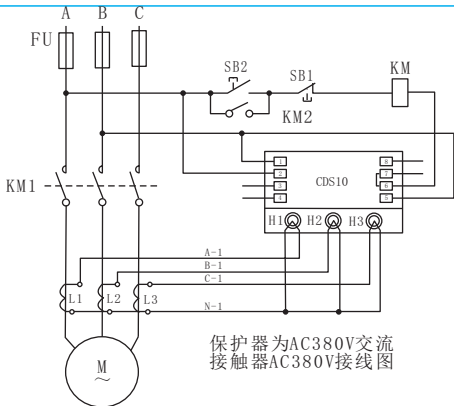 A B C
FU
SB2
SB1
KM
KM2
KM1
1
2
3
4
8
7
6
5
CDS10
H1 H2 H3
A-1
B-1
C-1
N-1
L1 L2 L3
M
~
保护器为AC380V交流
接触器AC380V接线图